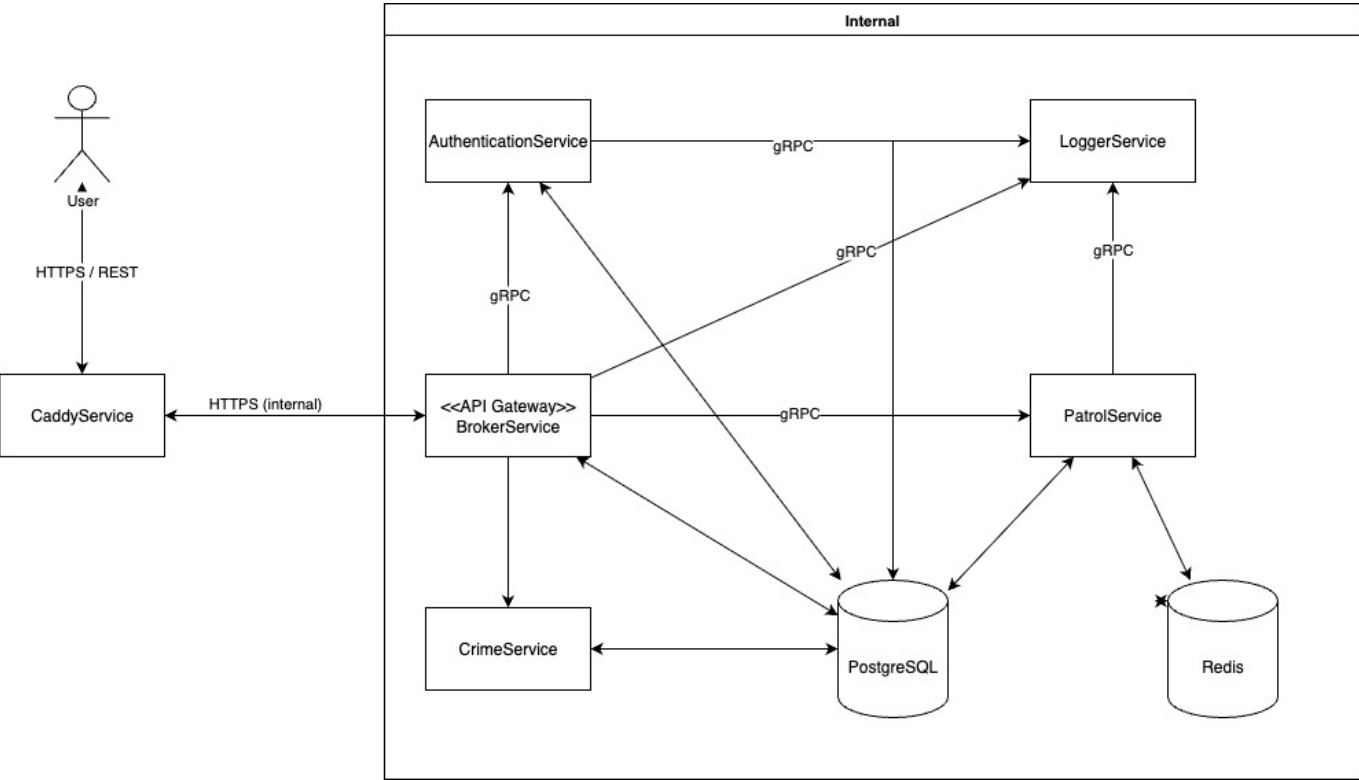 Internal
AuthenticationService
gRPC
LoggerService
User
HTTPS / REST
gRPC
gRPC
gRPC
CaddyService
HTTPS (internal)
<<API Gateway>>
BrokerService
gRPC
PatrolService
CrimeService
PostgreSQL
Redis